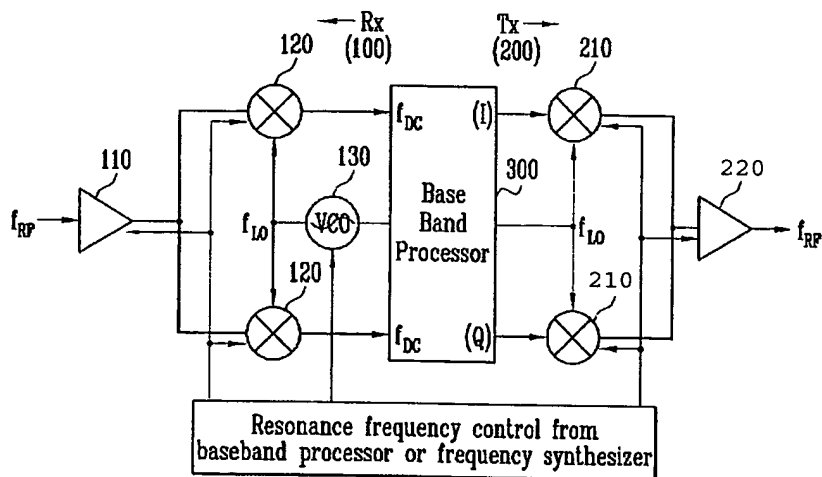 Rx
(100)
Tx
(200)
120
210
f_DC
(I)
110
130
300
220
f_RF
f_LO
VCO
Base
Band
Processor
f_LO
f_RF
120
210
f_DC
(Q)
Resonance frequency control from
baseband processor or frequency synthesizer